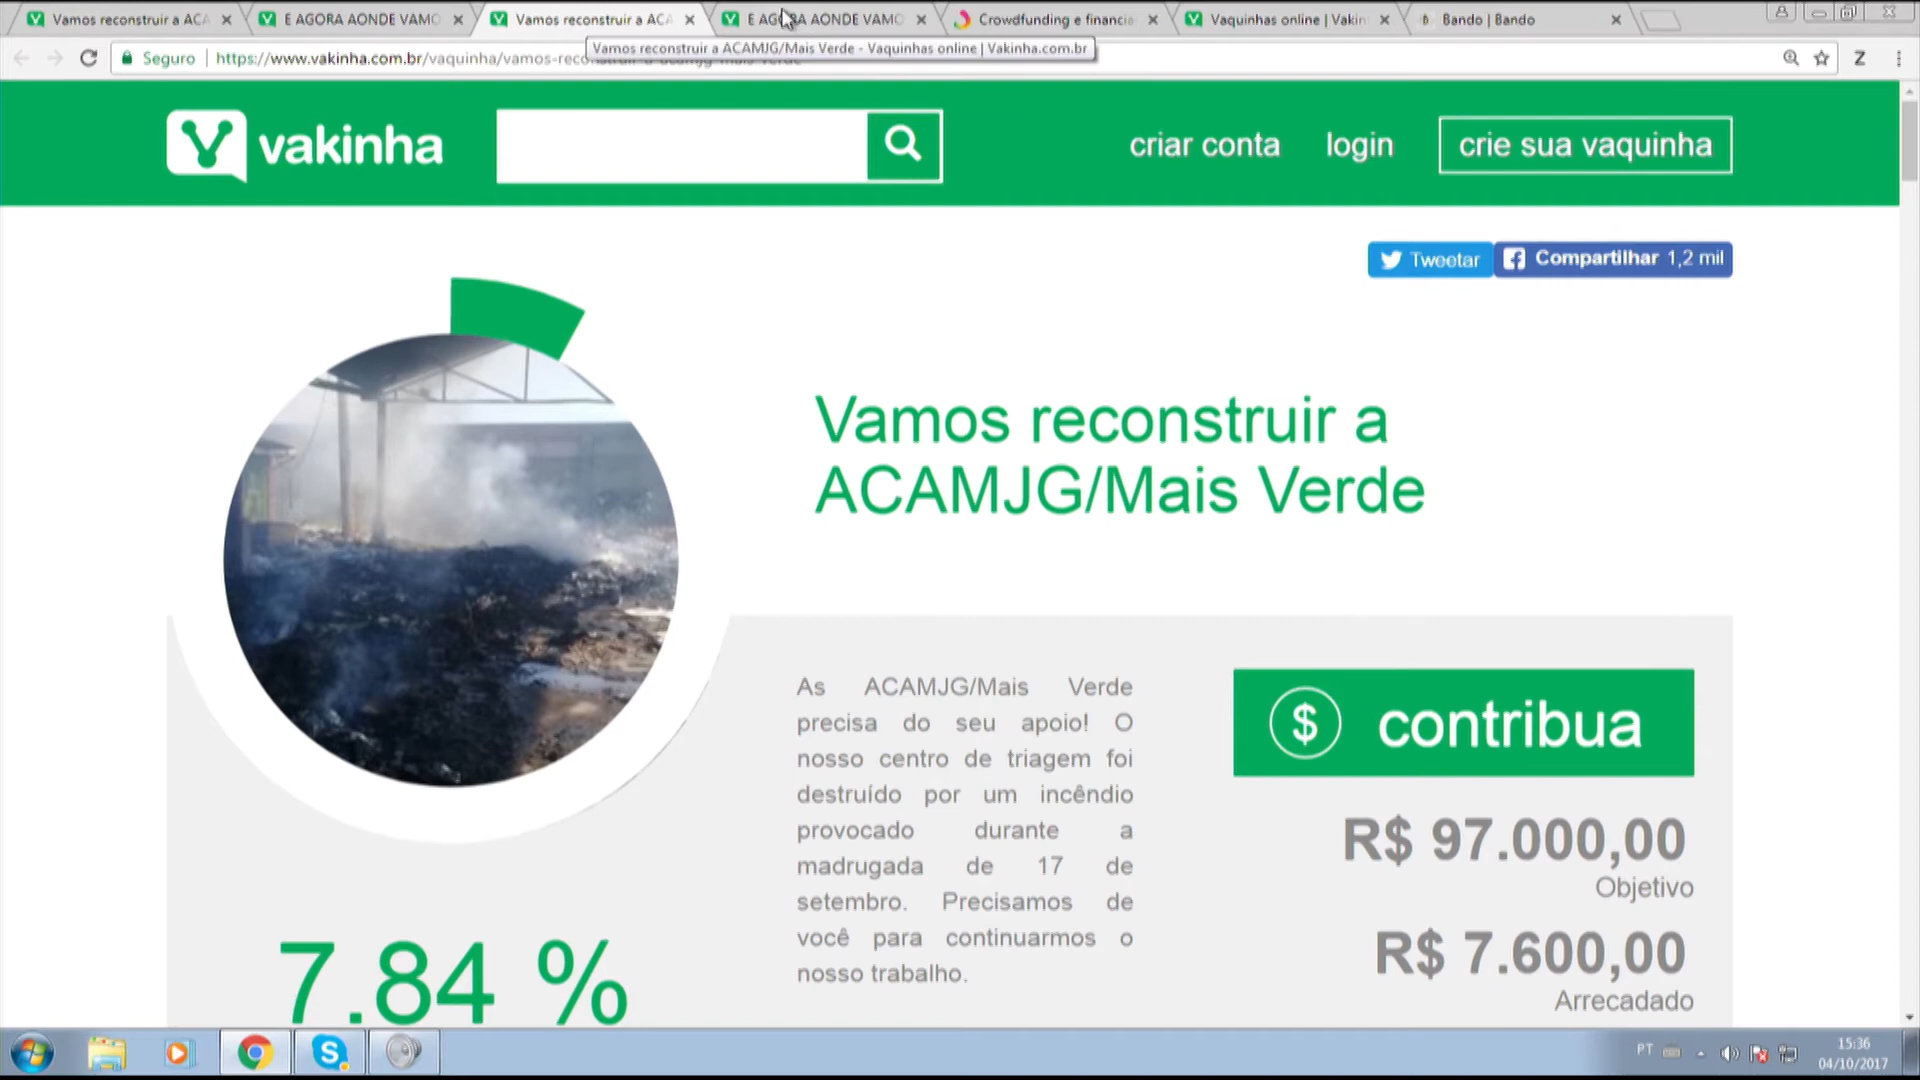 Vamos reconstruir a ACA
E AGORA AONDE VAMO
Vamos reconstruir a ACA
E AGORA AONDE VAMO
Crowdfunding e financia
Vaquinhas online | Vakin
Bando | Bando
Vamos reconstruir a ACAMJG/Mais Verde - Vaquinhas online | Vakinha.com.br
Seguro
https://www.vakinha.com.br/vaquinha/vamos-reconstruir-a-acamjg-mais-verde
vakinha
criar conta
login
crie sua vaquinha
Tweetar
Compartilhar 1,2 mil
Vamos reconstruir a
ACAMJG/Mais Verde
As ACAMJG/Mais Verde
precisa do seu apoio! O
nosso centro de triagem foi
destruído por um incêndio
provocado durante a
madrugada de 17 de
setembro. Precisamos de
você para continuarmos o
nosso trabalho.
$ contribua
R$ 97.000,00
Objetivo
R$ 7.600,00
Arrecadado
7.84 %
PT
15:36
04/10/2017